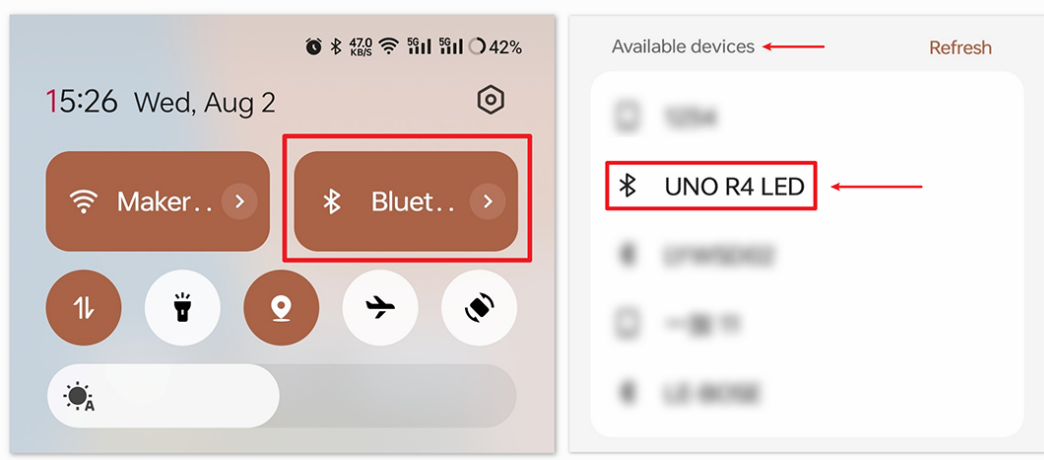 47.0 KB/S 5G 5G 42%
15:26 Wed, Aug 2
Maker.. Bluet..
A
Available devices Refresh
UNO R4 LED